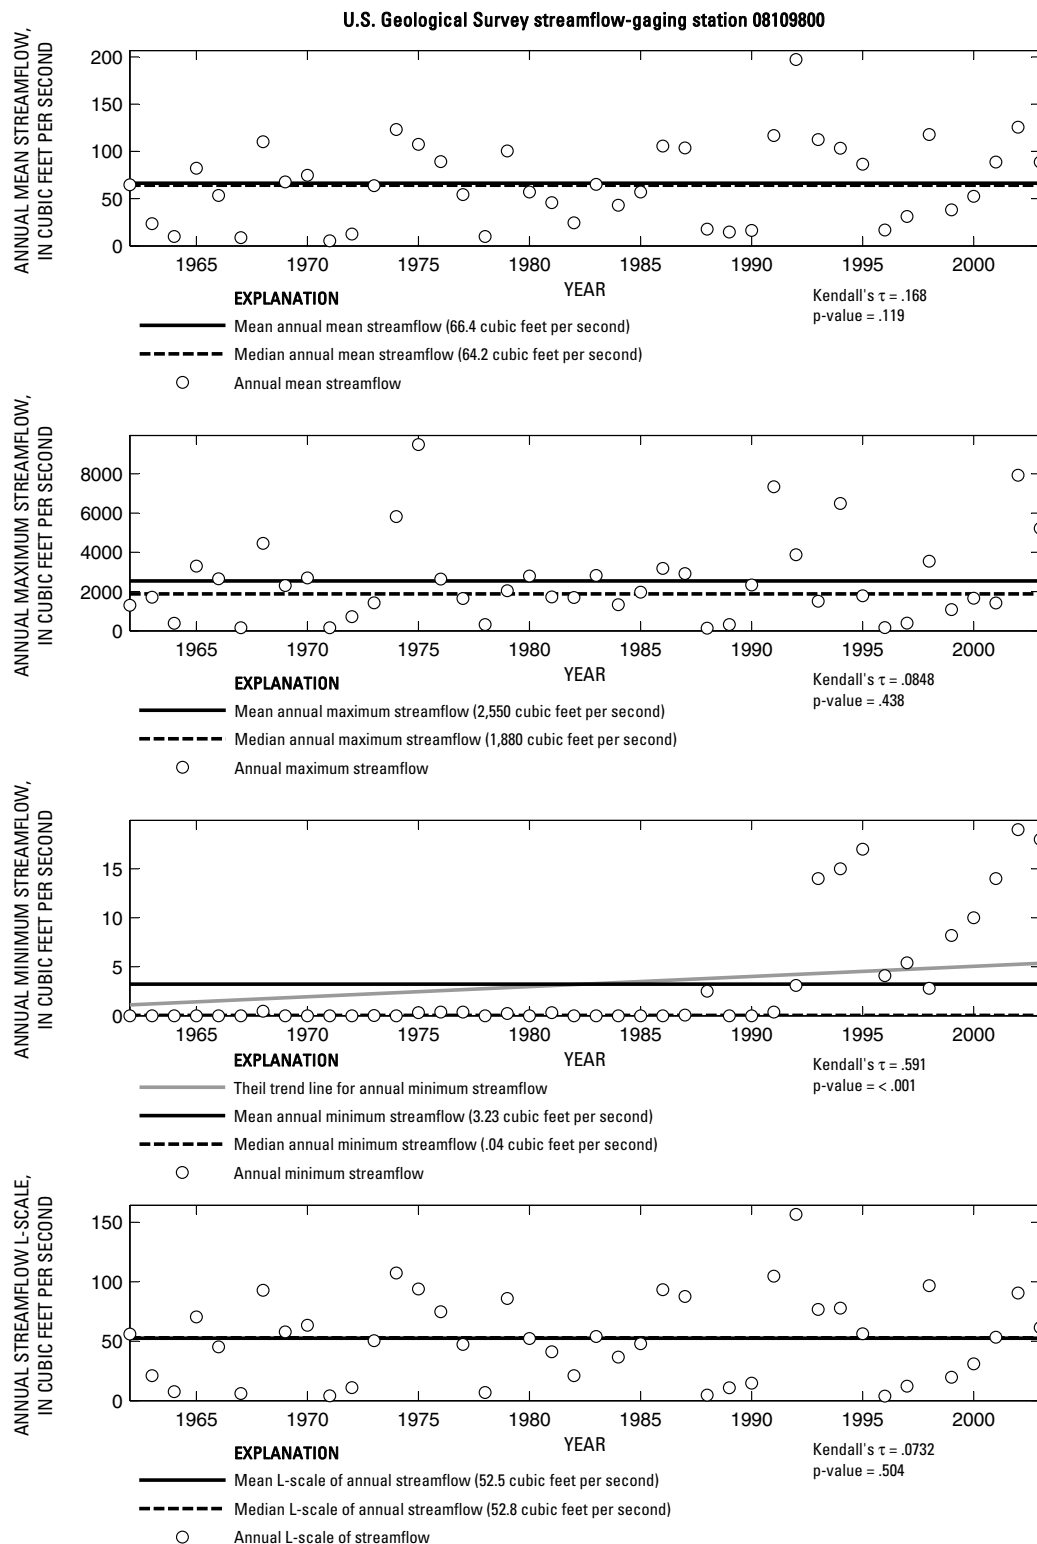 U.S. Geological Survey streamflow-gaging station 08109800
ANNUAL MEAN STREAMFLOW,
IN CUBIC FEET PER SECOND
200
150
100
50
0
1965 1970 1975 1980 1985 1990 1995 2000
YEAR
EXPLANATION
Mean annual mean streamflow (66.4 cubic feet per second)
Median annual mean streamflow (64.2 cubic feet per second)
Annual mean streamflow
Kendall's τ = .168
p-value = .119
ANNUAL MAXIMUM STREAMFLOW,
IN CUBIC FEET PER SECOND
8000
6000
4000
2000
0
1965 1970 1975 1980 1985 1990 1995 2000
YEAR
EXPLANATION
Mean annual maximum streamflow (2,550 cubic feet per second)
Median annual maximum streamflow (1,880 cubic feet per second)
Annual maximum streamflow
Kendall's τ = .0848
p-value = .438
ANNUAL MINIMUM STREAMFLOW,
IN CUBIC FEET PER SECOND
15
10
5
0
1965 1970 1975 1980 1985 1990 1995 2000
YEAR
EXPLANATION
Theil trend line for annual minimum streamflow
Mean annual minimum streamflow (3.23 cubic feet per second)
Median annual minimum streamflow (.04 cubic feet per second)
Annual minimum streamflow
Kendall's τ = .591
p-value = < .001
ANNUAL STREAMFLOW L-SCALE,
IN CUBIC FEET PER SECOND
150
100
50
0
1965 1970 1975 1980 1985 1990 1995 2000
YEAR
EXPLANATION
Mean L-scale of annual streamflow (52.5 cubic feet per second)
Median L-scale of annual streamflow (52.8 cubic feet per second)
Annual L-scale of streamflow
Kendall's τ = .0732
p-value = .504